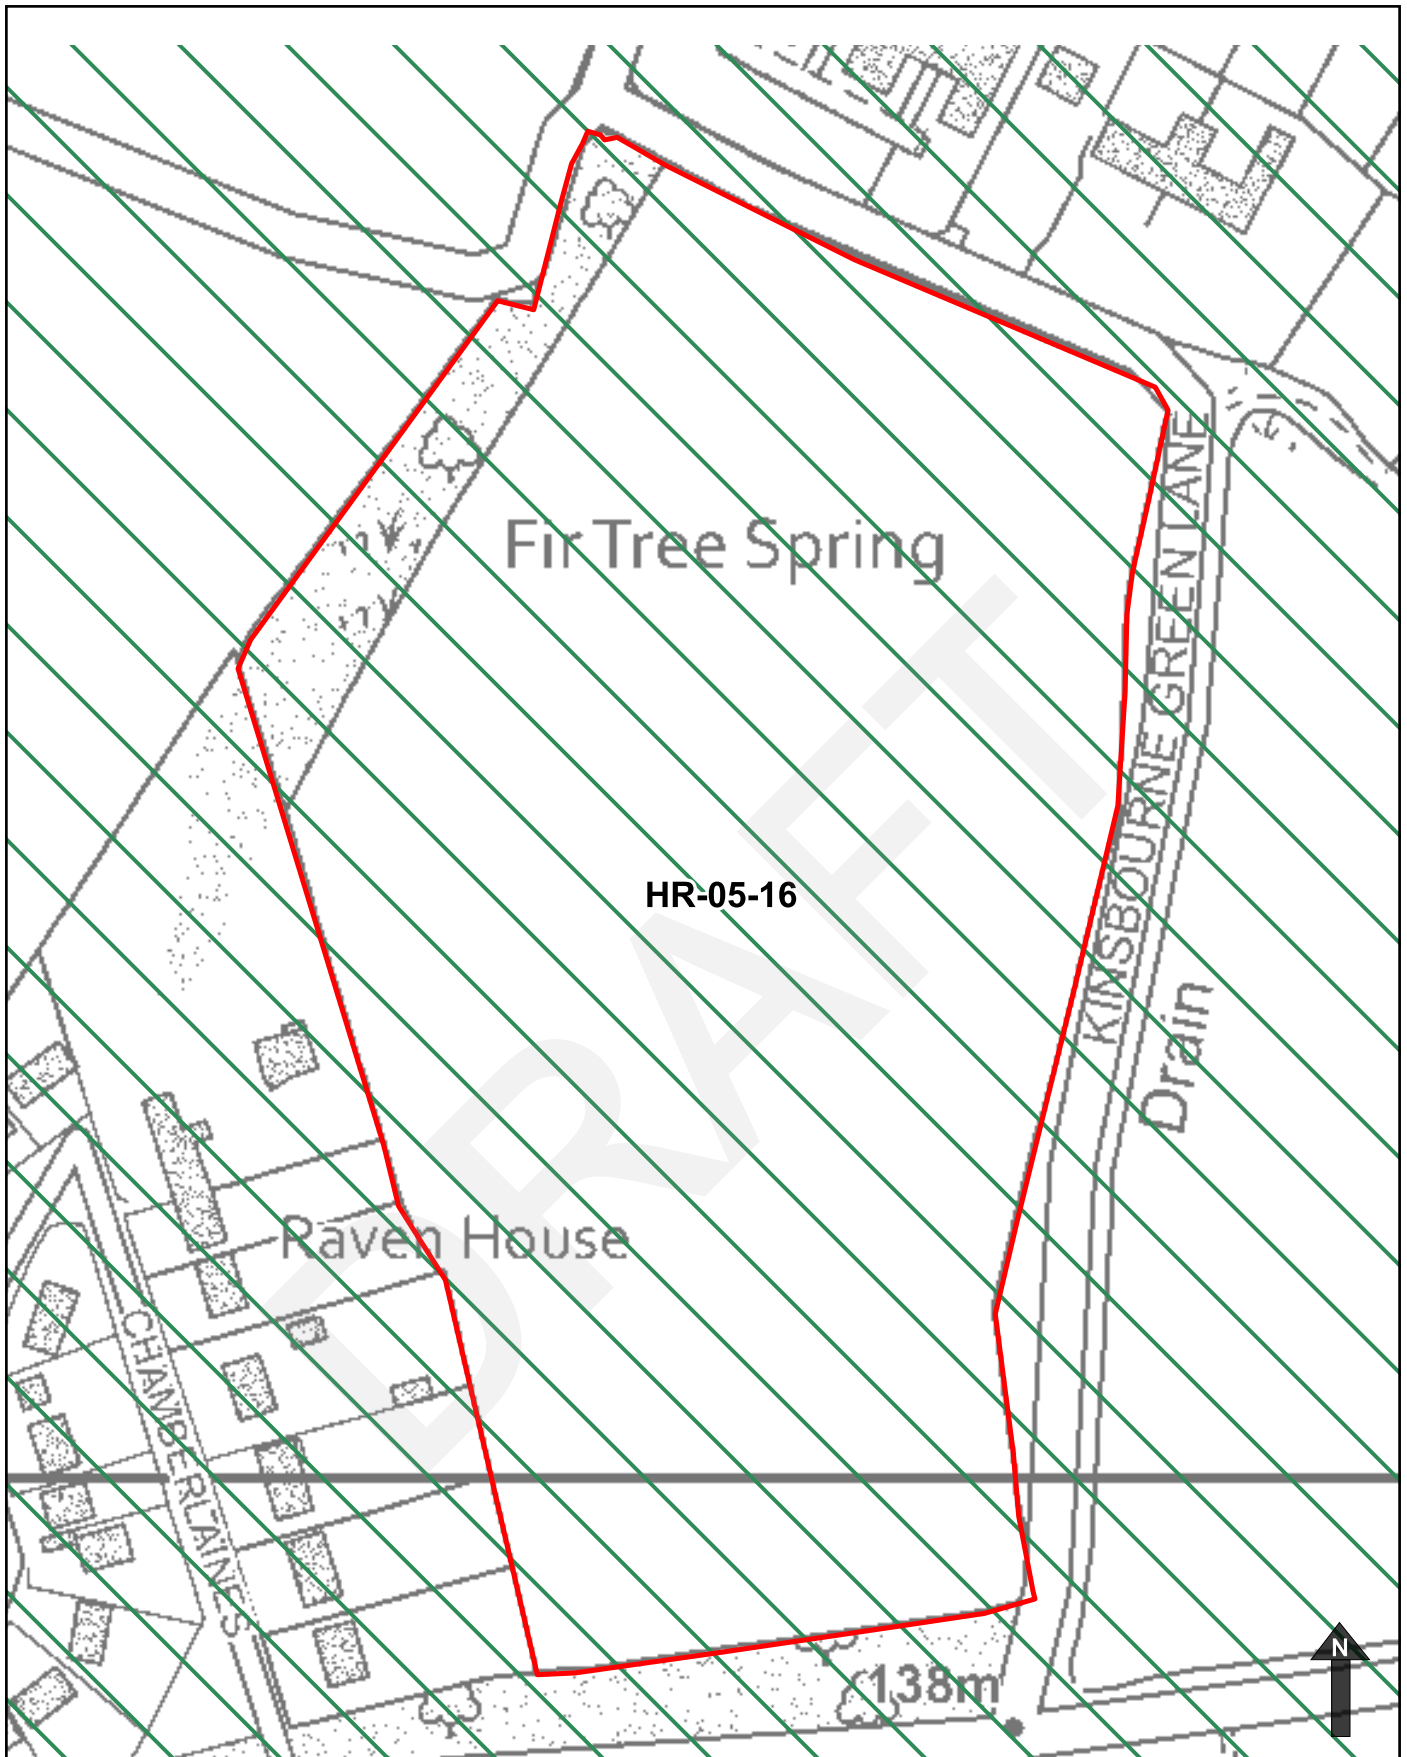 Fir Tree Spring
KINSBOURNE GREEN LANE
HR-05-16
DRAFT
Drain
Raven House
CHAMBERLAINES
138m
N